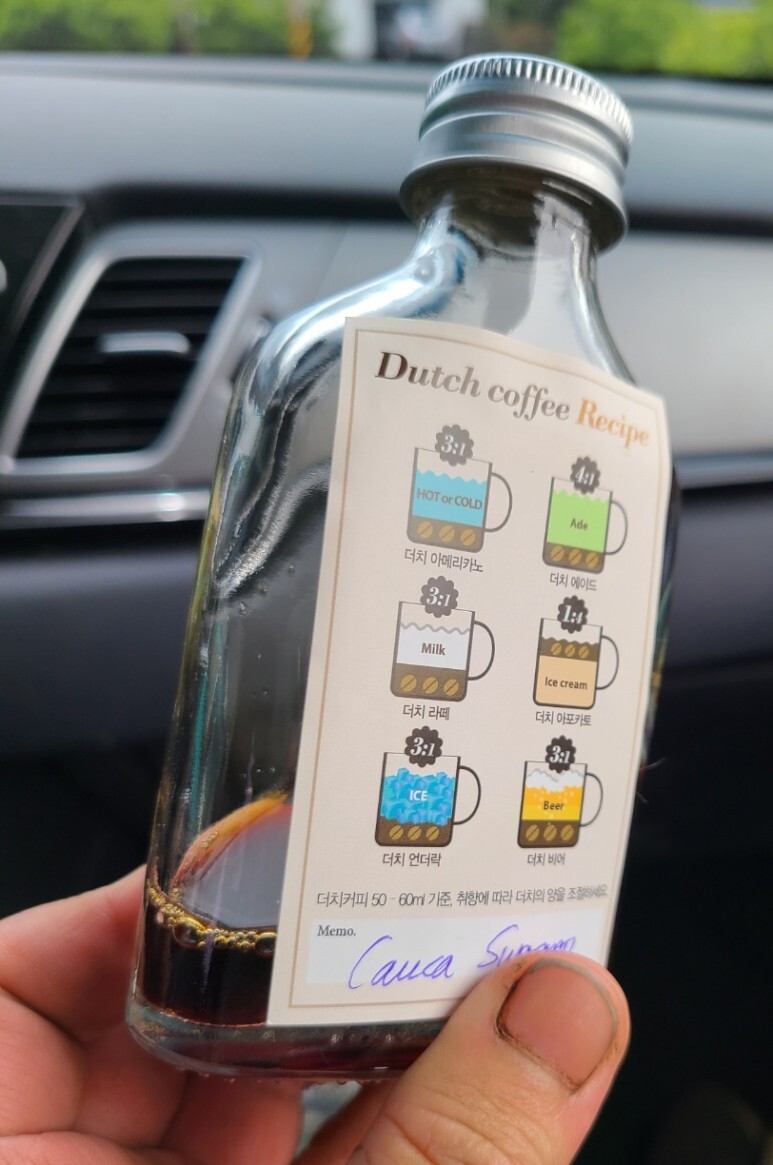 Dutch coffee Recipe
3:1
4:1
HOT or COLD
Ade
더치 아메리카노
더치 에이드
3:1
1:4
Milk
Ice cream
더치 라떼
더치 아포카토
3:1
3:1
ICE
Beer
더치 언더락
더치 비어
더치커피 50 - 60ml 기준, 취향에 따라 더치의 양을 조절하세요
Memo.
Cauca